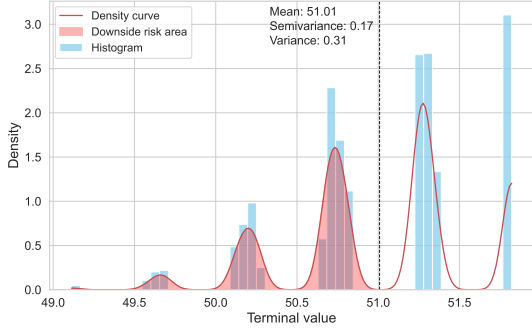 Mean: 51.01
Semivariance: 0.17
Variance: 0.31
Density curve
Downside risk area
Histogram
Density
3.0
2.5
2.0
1.5
1.0
0.5
0.0
49.0 49.5 50.0 50.5 51.0 51.5
Terminal value